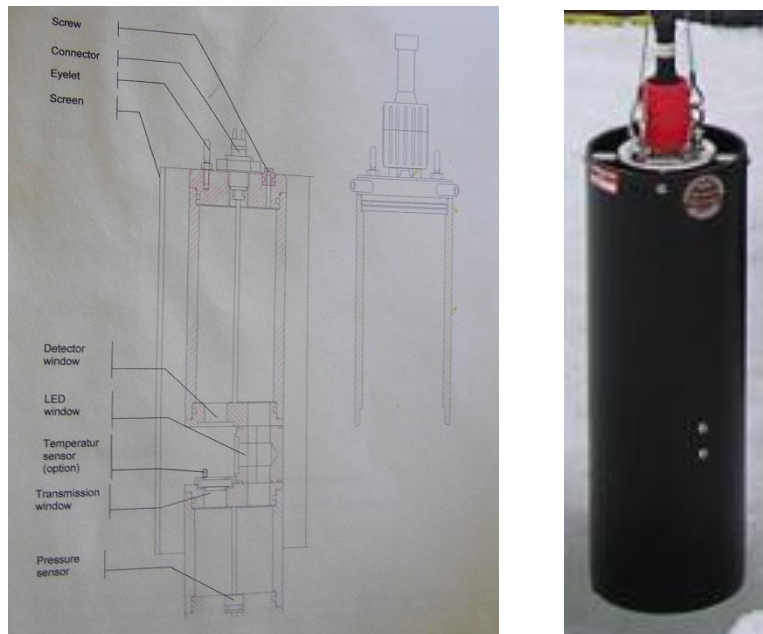 Screw
Connector
Eyelet
Screen
Detector
window
LED
window
Temperatur
sensor
(option)
Transmission
window
Pressure
sensor